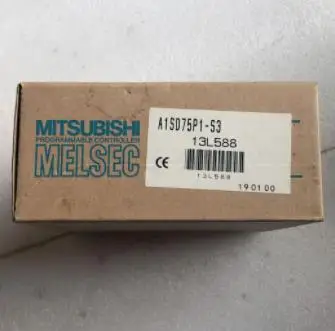 MITSUBISHI
PROGRAMMABLE CONTROLLER
MELSEC
A1SD75P1-S3
13L588
CE
13L588
190100